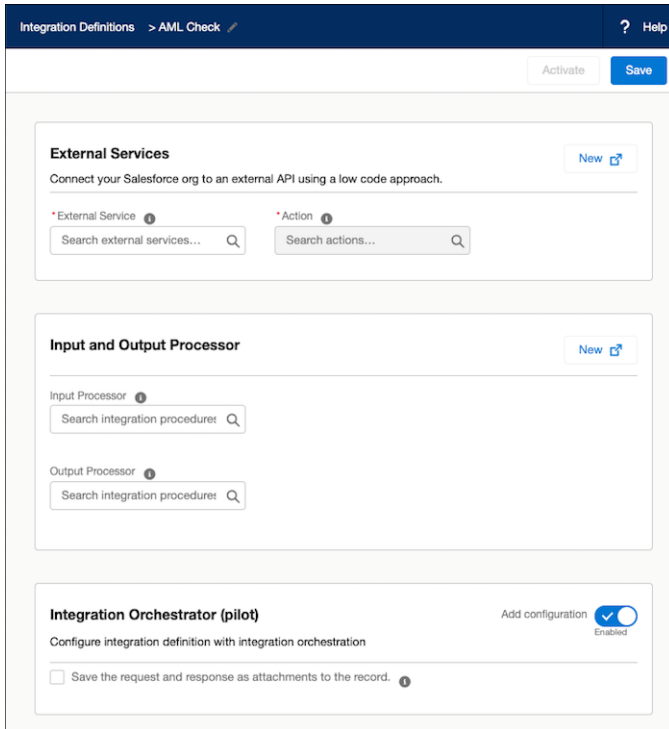 Integration Definitions > AML Check
? Help
Activate
Save
External Services
New
Connect your Salesforce org to an external API using a low code approach.
*External Service
*Action
Search external services...
Search actions...
Input and Output Processor
New
Input Processor
Search integration procedures
Output Processor
Search integration procedures
Integration Orchestrator (pilot)
Add configuration
Enabled
Configure integration definition with integration orchestration
Save the request and response as attachments to the record.